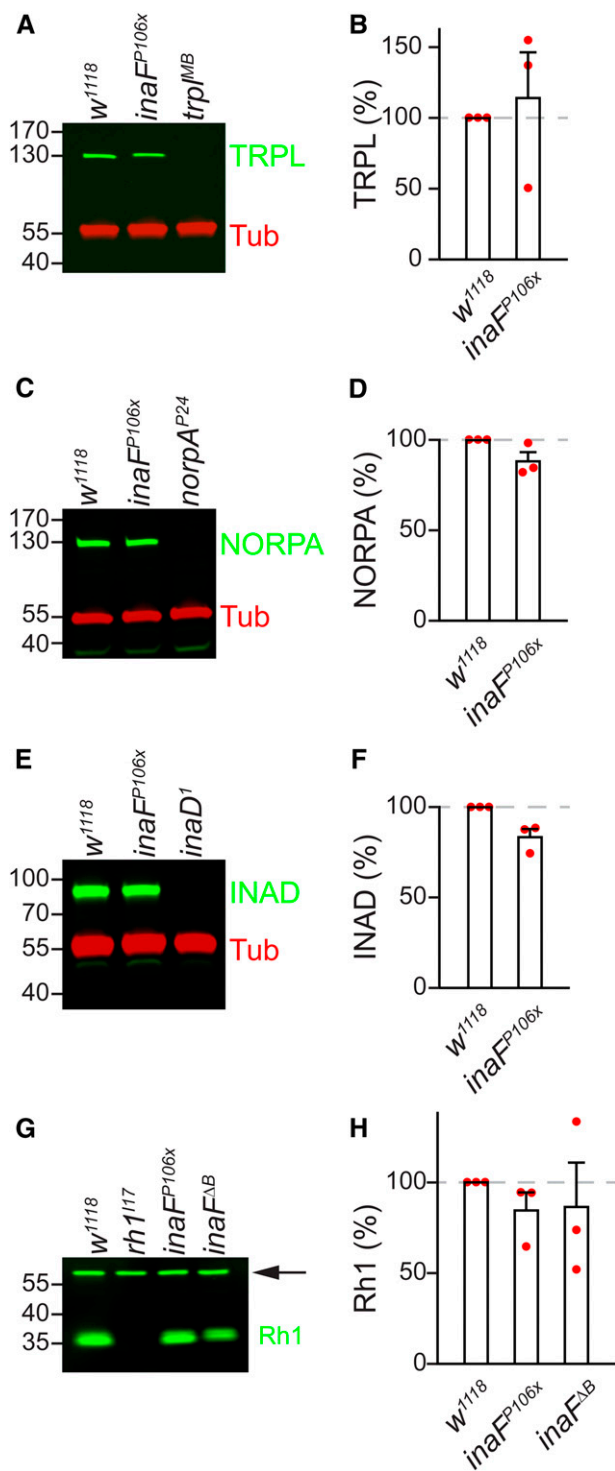 A
w1118 inaFP106x trplMB
170
130
TRPL
55
Tub
40
B
TRPL (%)
150
100
50
0
w1118 inaFP106x
C
w1118 inaFP106x norpAP24
170
130
NORPA
55
Tub
40
D
NORPA (%)
100
50
0
w1118 inaFP106x
E
w1118 inaFP106x inaD1
100
INAD
70
55
Tub
40
F
INAD (%)
100
50
0
w1118 inaFP106x
G
w1118 rh1I17 inaFP106x inaFΔB
55
40
35
Rh1
H
Rh1 (%)
100
50
0
w1118 inaFP106x inaFΔB